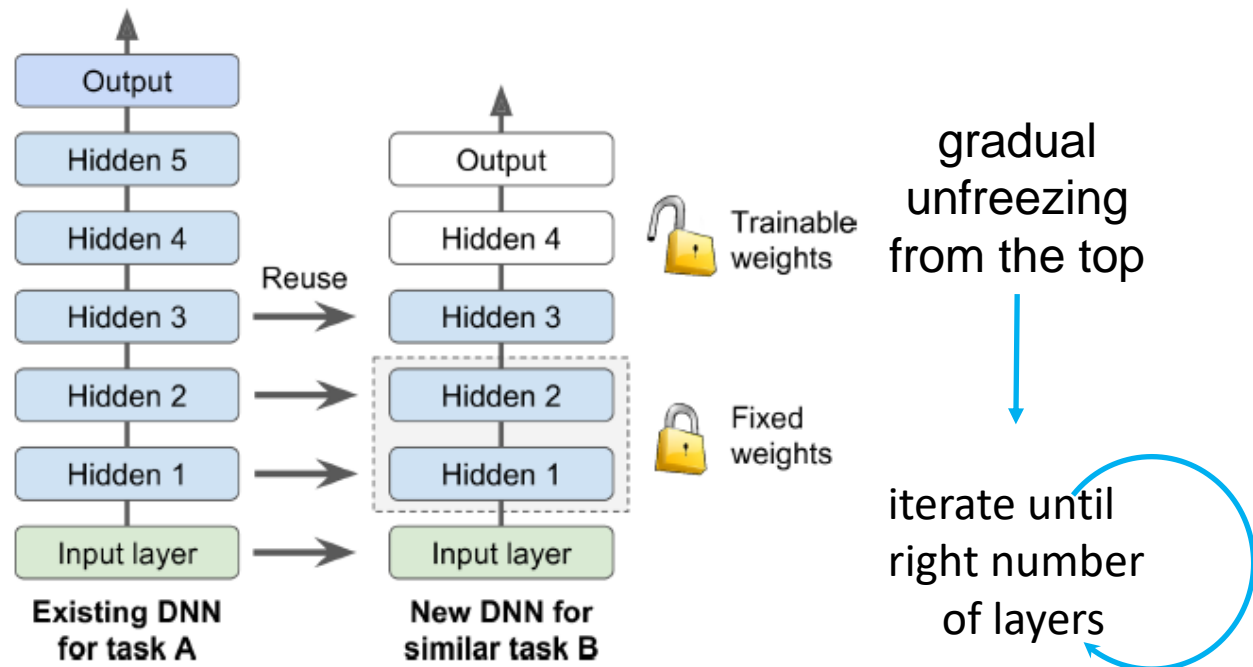 Output
Hidden 5
Hidden 4
Hidden 3
Hidden 2
Hidden 1
Input layer
Existing DNN
for task A
Reuse
Output
Hidden 4
Hidden 3
Hidden 2
Hidden 1
Input layer
New DNN for
similar task B
Trainable
weights
Fixed
weights
gradual
unfreezing
from the top
iterate until
right number
of layers